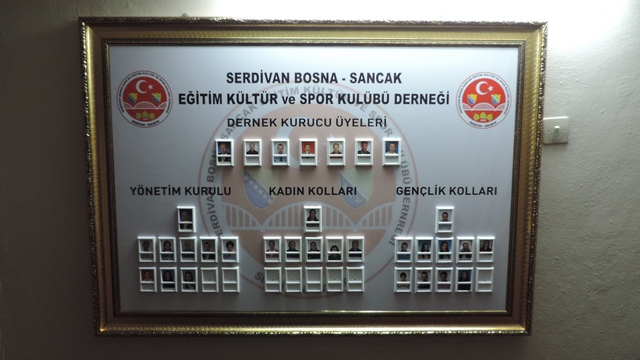 SERDİVAN BOSNA - SANCAK
EĞİTİM KÜLTÜR ve SPOR KULÜBÜ DERNEĞİ
DERNEK KURUCU ÜYELERİ
YÖNETİM KURULU
KADIN KOLLARI
GENÇLİK KOLLARI